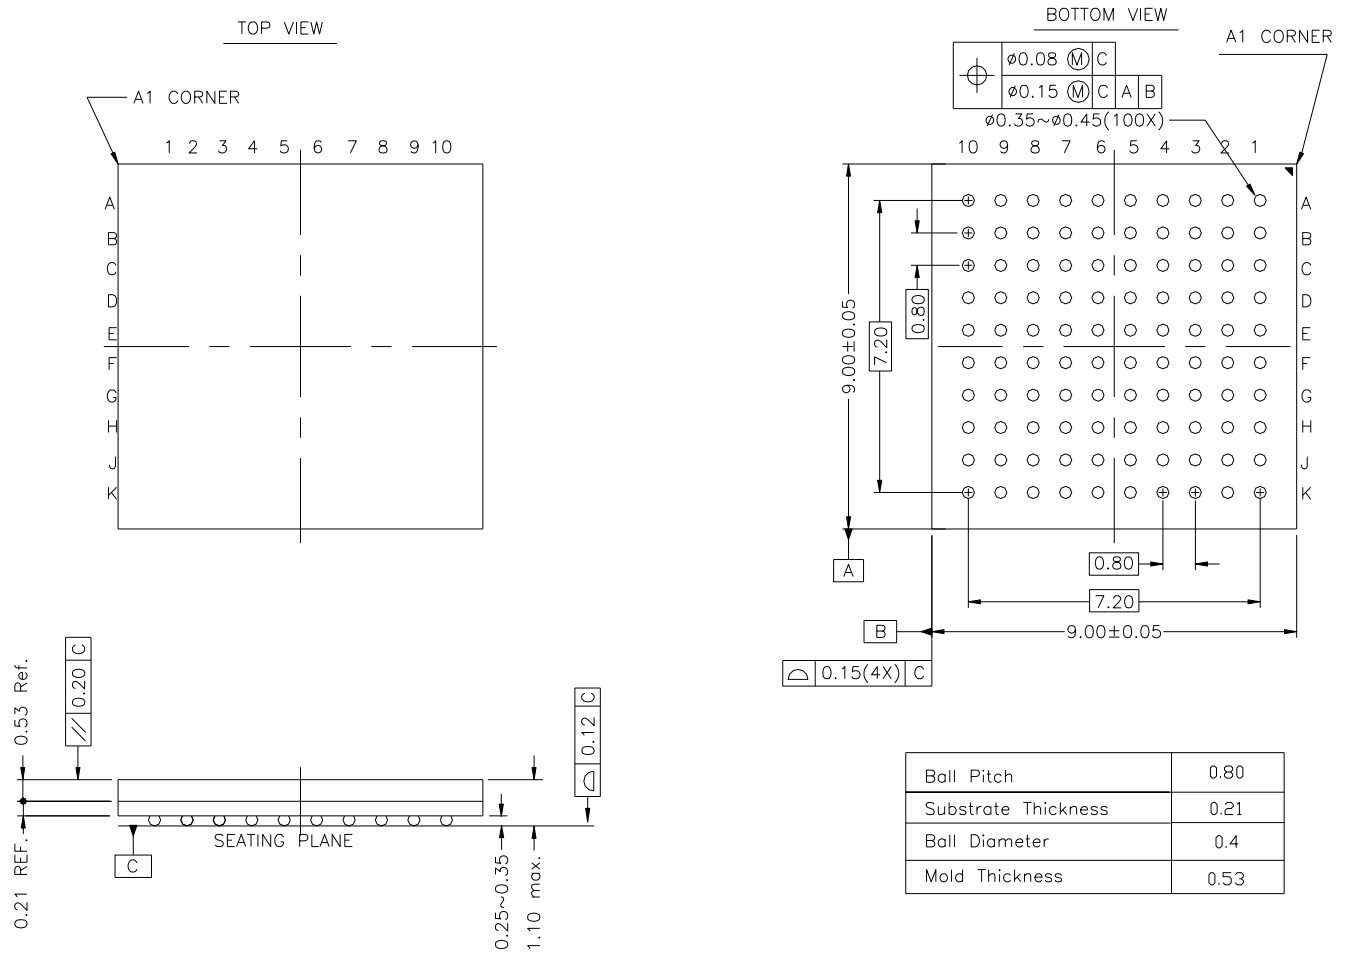 TOP VIEW
A1 CORNER
1 2 3 4 5 6 7 8 9 10
A
B
C
D
E
F
G
H
J
K
BOTTOM VIEW
A1 CORNER
⌀0.08 Ⓜ C
⌀0.15 Ⓜ C A B
⌀0.35~⌀0.45(100X)
10 9 8 7 6 5 4 3 2 1
A
B
C
D
E
F
G
H
J
K
0.80
7.20
9.00±0.05
A
0.80
7.20
B
9.00±0.05
0.15(4X) C
0.53 Ref.
0.21 REF.
0.20 C
0.12 C
SEATING PLANE
C
0.25~0.35
1.10 max.
Ball Pitch 0.80
Substrate Thickness 0.21
Ball Diameter 0.4
Mold Thickness 0.53